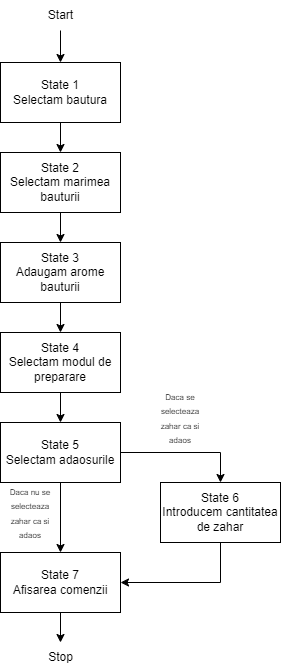 Start
State 1
Selectam bautura
State 2
Selectam marimea
bauturii
State 3
Adaugam arome
bauturii
State 4
Selectam modul de
preparare
Daca se
selecteaza
zahar ca si
adaos
State 5
Selectam adaosurile
Daca nu se
selecteaza
zahar ca si
adaos
State 6
Introducem cantitatea
de zahar
State 7
Afisarea comenzii
Stop